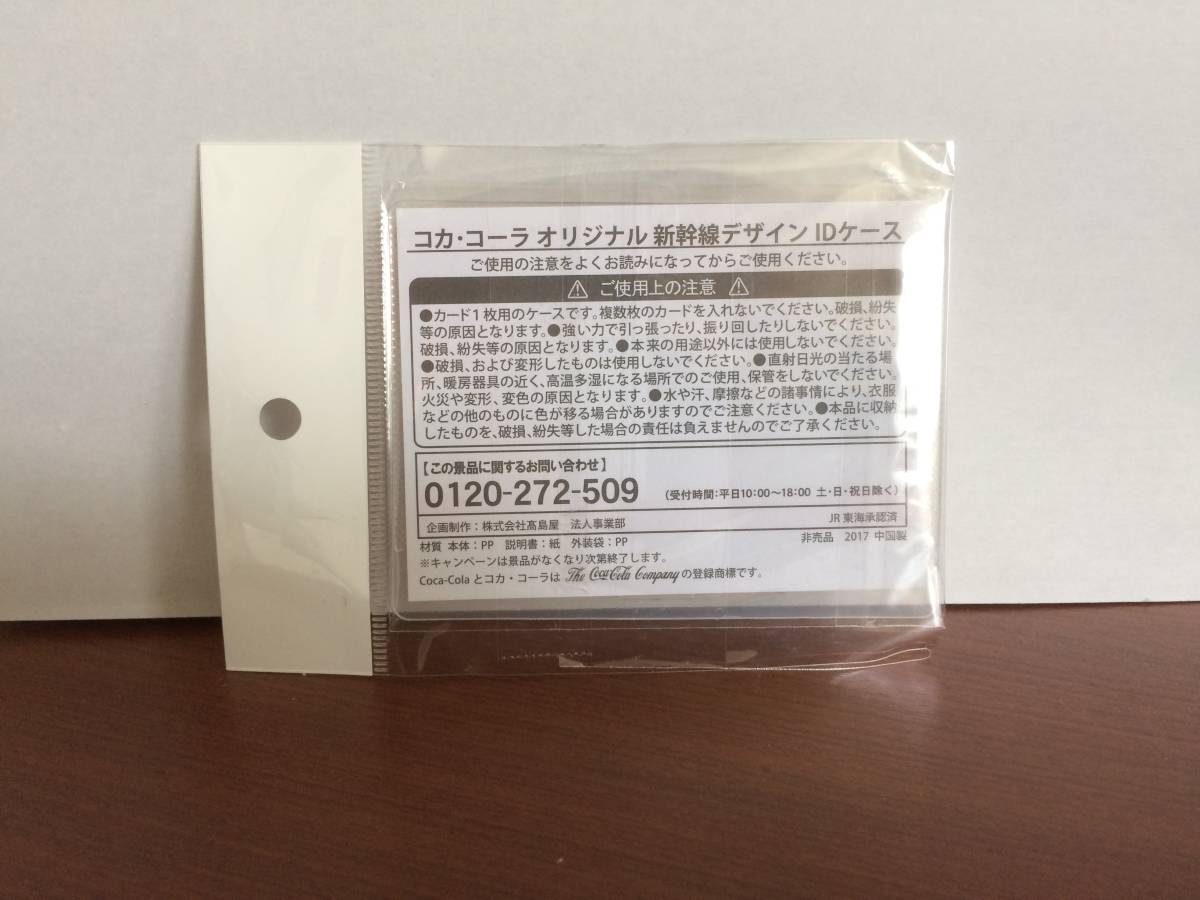 コカ・コーラ オリジナル 新幹線デザイン IDケース
ご使用の注意をよくお読みになってからご使用ください。
⚠ ご使用上の注意 ⚠
●カード1枚用のケースです。複数枚のカードを入れないでください。破損、紛失
等の原因となります。●強い力で引っ張ったり、振り回したりしないでください。
破損、紛失等の原因となります。●本来の用途以外には使用しないでください。
●破損、および変形したものは使用しないでください。●直射日光の当たる場
所、暖房器具の近く、高温多湿になる場所でのご使用、保管をしないでください。
火災や変形、変色の原因となります。●水や汗、摩擦などの諸事情により、衣服
などの他のものに色が移る場合がありますのでご注意ください。●本品に収納
したものを、破損、紛失等した場合の責任は負えませんのでご了承ください。
【この景品に関するお問い合わせ】
0120-272-509 (受付時間:平日10:00〜18:00 土・日・祝日除く)
企画制作:株式会社髙島屋 法人事業部 JR東海承認済
材質 本体:PP 説明書:紙 外装袋:PP 非売品 2017 中国製
※キャンペーンは景品がなくなり次第終了します。
Coca-Colaとコカ・コーラは The Coca-Cola Company の登録商標です。